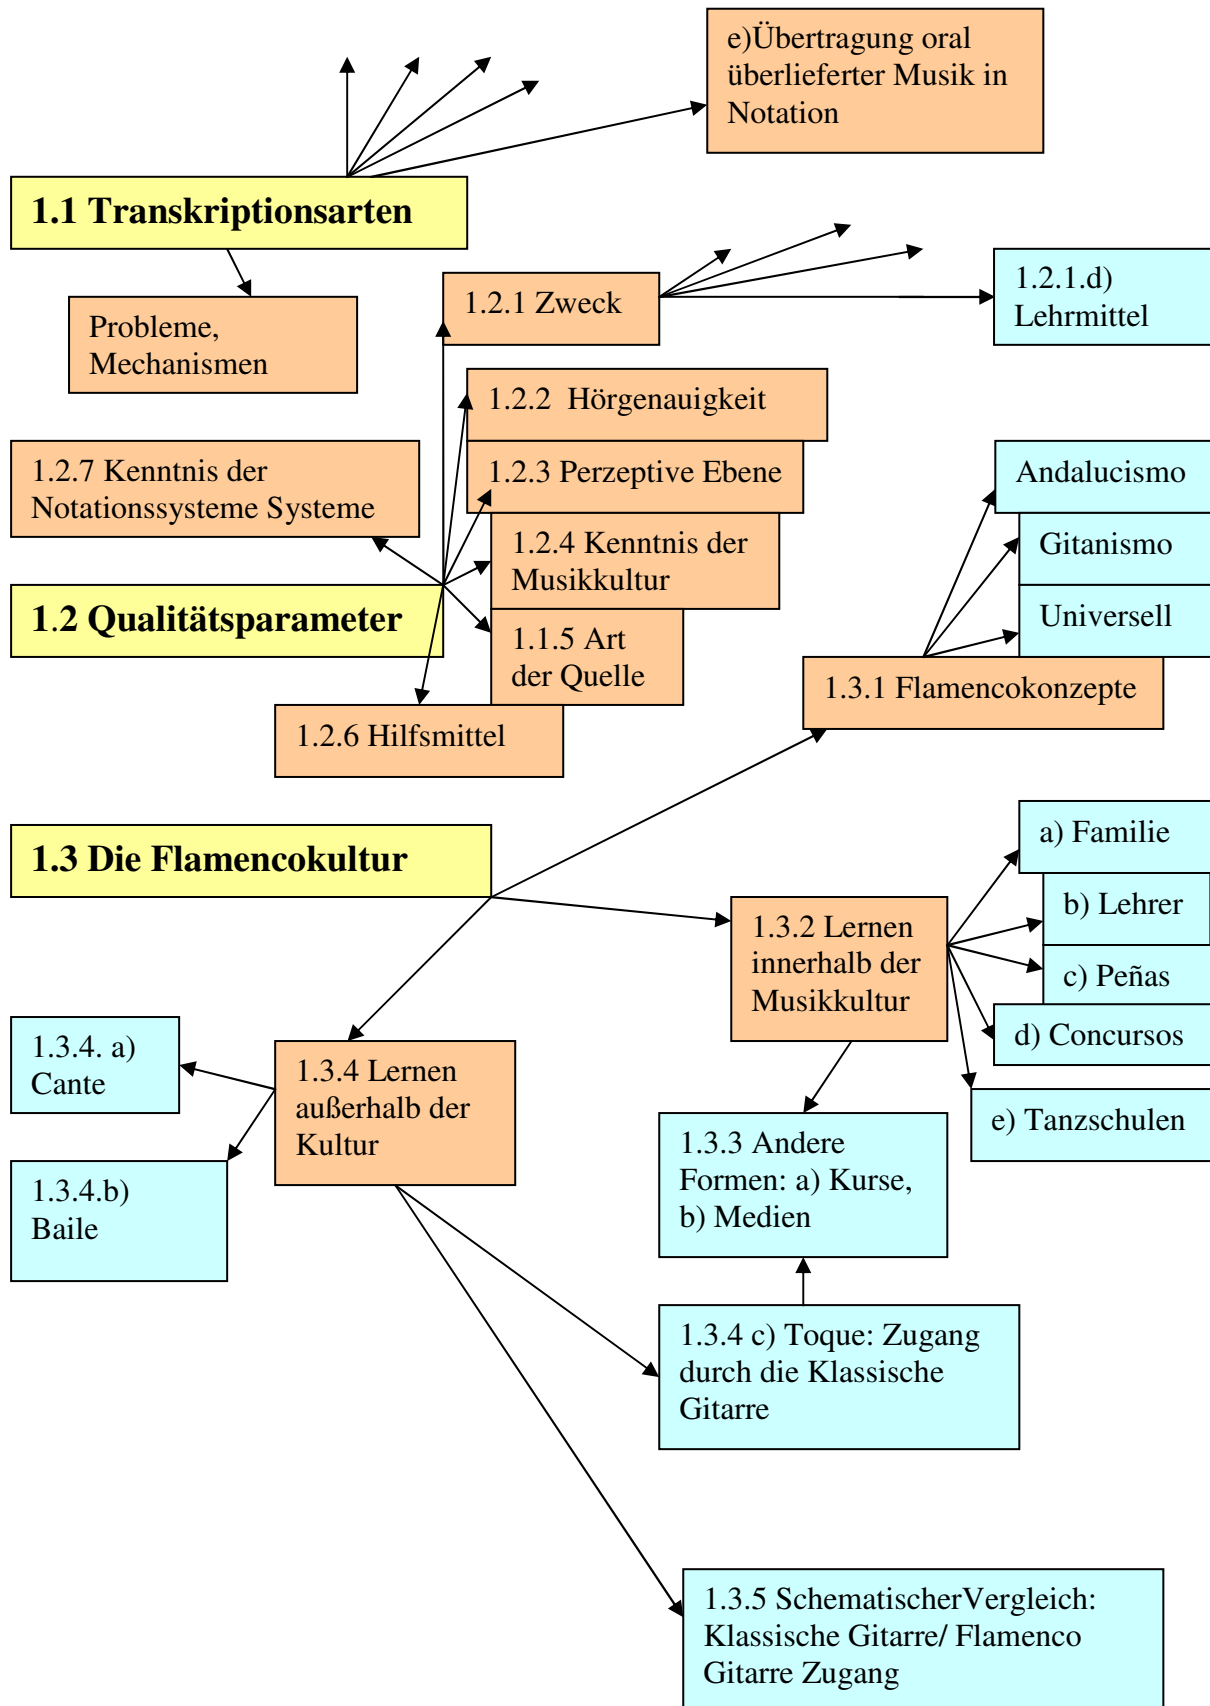 e)Übertragung oral
überlieferter Musik in
Notation
1.1 Transkriptionsarten
Probleme,
Mechanismen
1.2.1 Zweck
1.2.1.d)
Lehrmittel
1.2.2  Hörgenauigkeit
1.2.3 Perzeptive Ebene
1.2.7 Kenntnis der
Notationssysteme Systeme
1.2.4 Kenntnis der
Musikkultur
1.2 Qualitätsparameter
1.1.5 Art
der Quelle
1.2.6 Hilfsmittel
Andalucismo
Gitanismo
Universell
1.3.1 Flamencokonzepte
1.3 Die Flamencokultur
1.3.2 Lernen
innerhalb der
Musikkultur
a) Familie
b) Lehrer
c) Peñas
d) Concursos
e) Tanzschulen
1.3.4. a)
Cante
1.3.4 Lernen
außerhalb der
Kultur
1.3.4.b)
Baile
1.3.3 Andere
Formen: a) Kurse,
b) Medien
1.3.4 c) Toque: Zugang
durch die Klassische
Gitarre
1.3.5 SchematischerVergleich:
Klassische Gitarre/ Flamenco
Gitarre Zugang